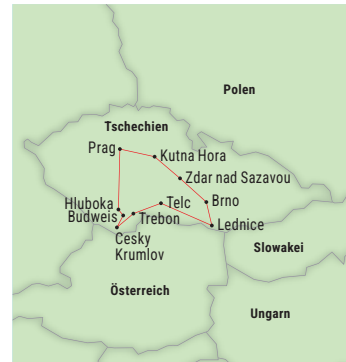 Polen
Tschechien
Prag
Kutna Hora
Zdar nad Sazavou
Hluboka
Telc
Brno
Budweis
Trebon
Lednice
Cesky
Krumlov
Slowakei
Österreich
Ungarn